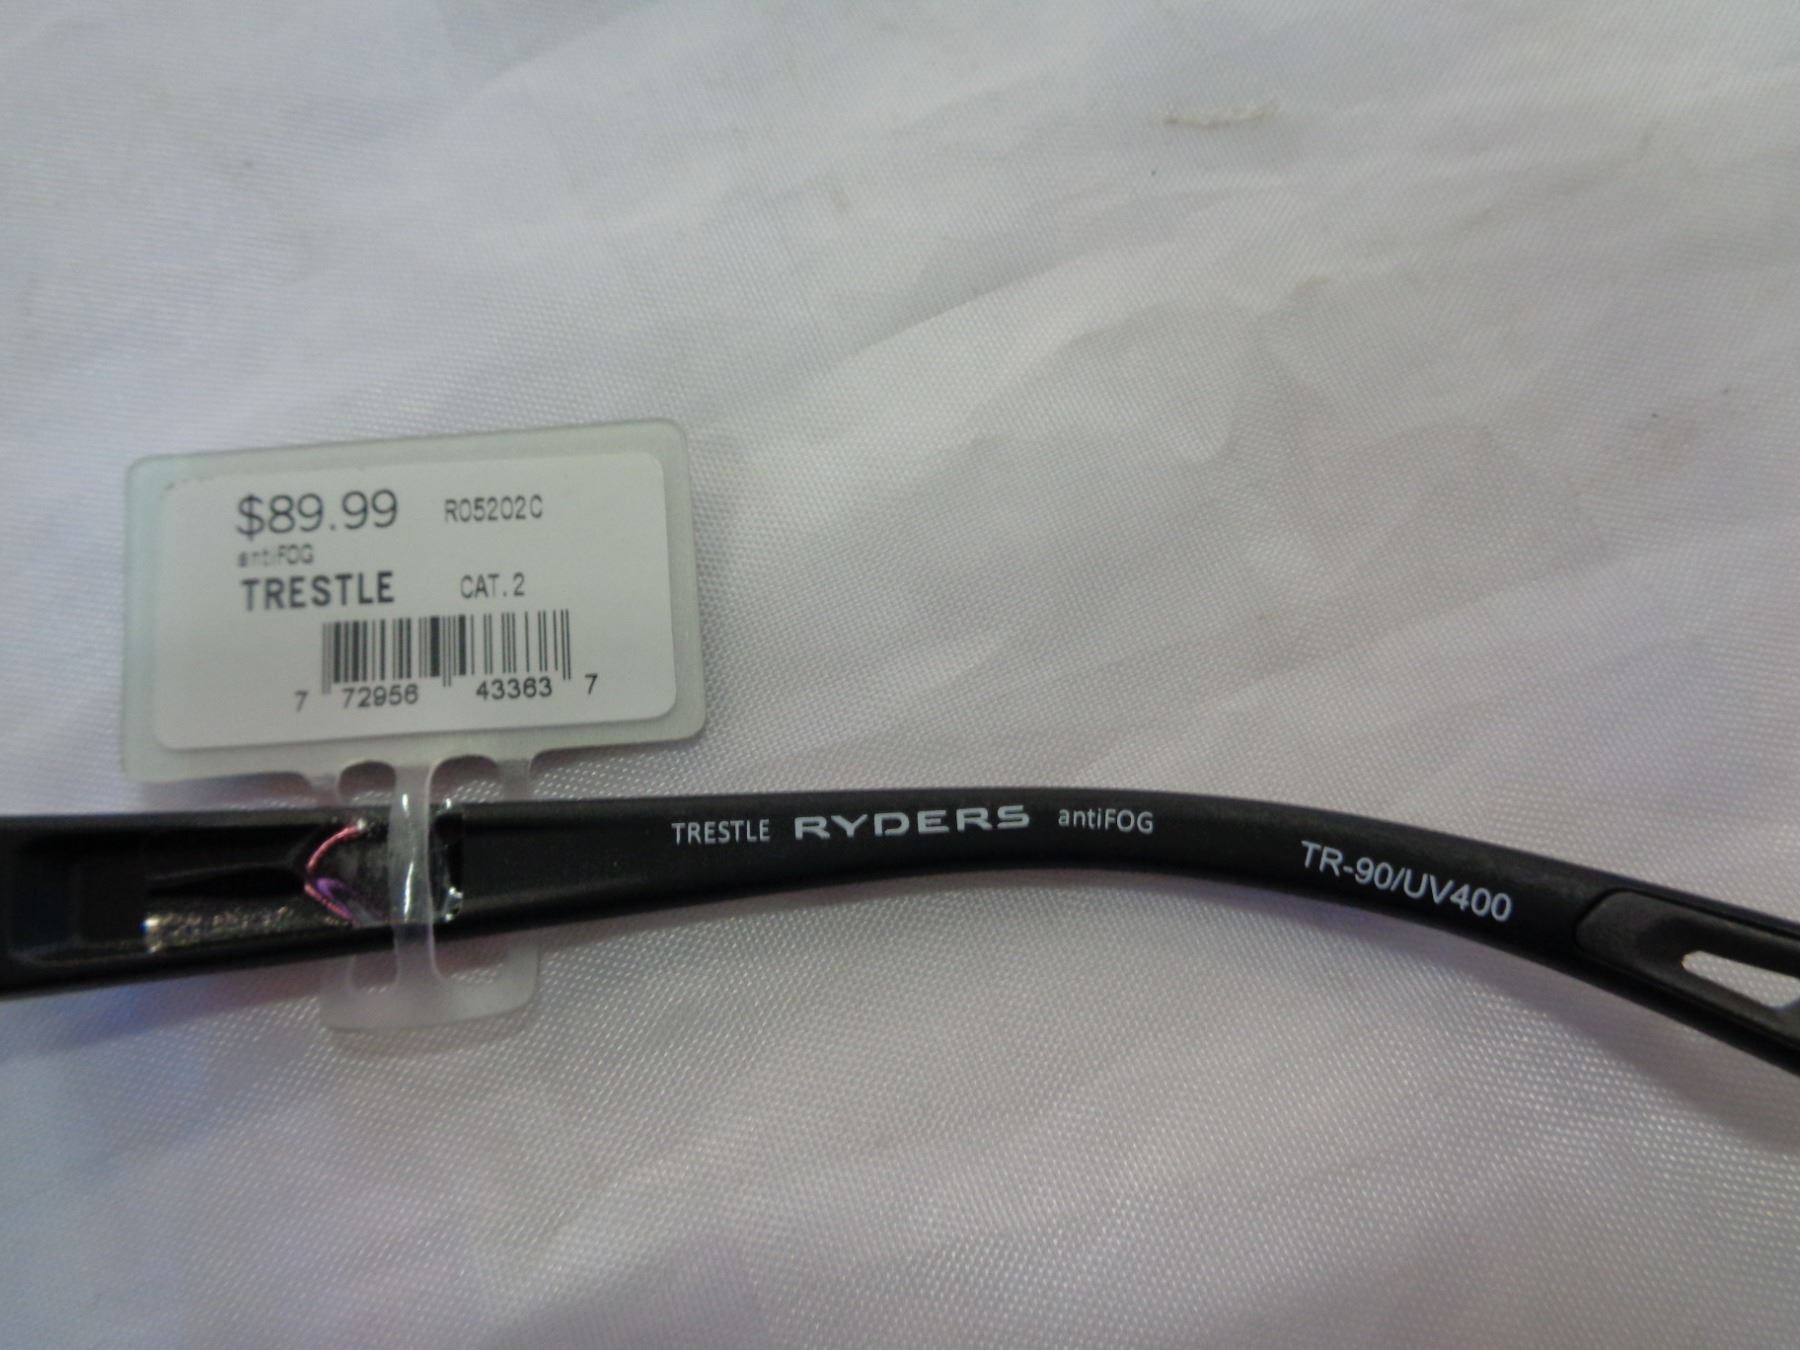 $89.99 R05202C
antiFOG
TRESTLE CAT.2
7 72956 43363 7
TRESTLE RYDERS antiFOG TR-90/UV400